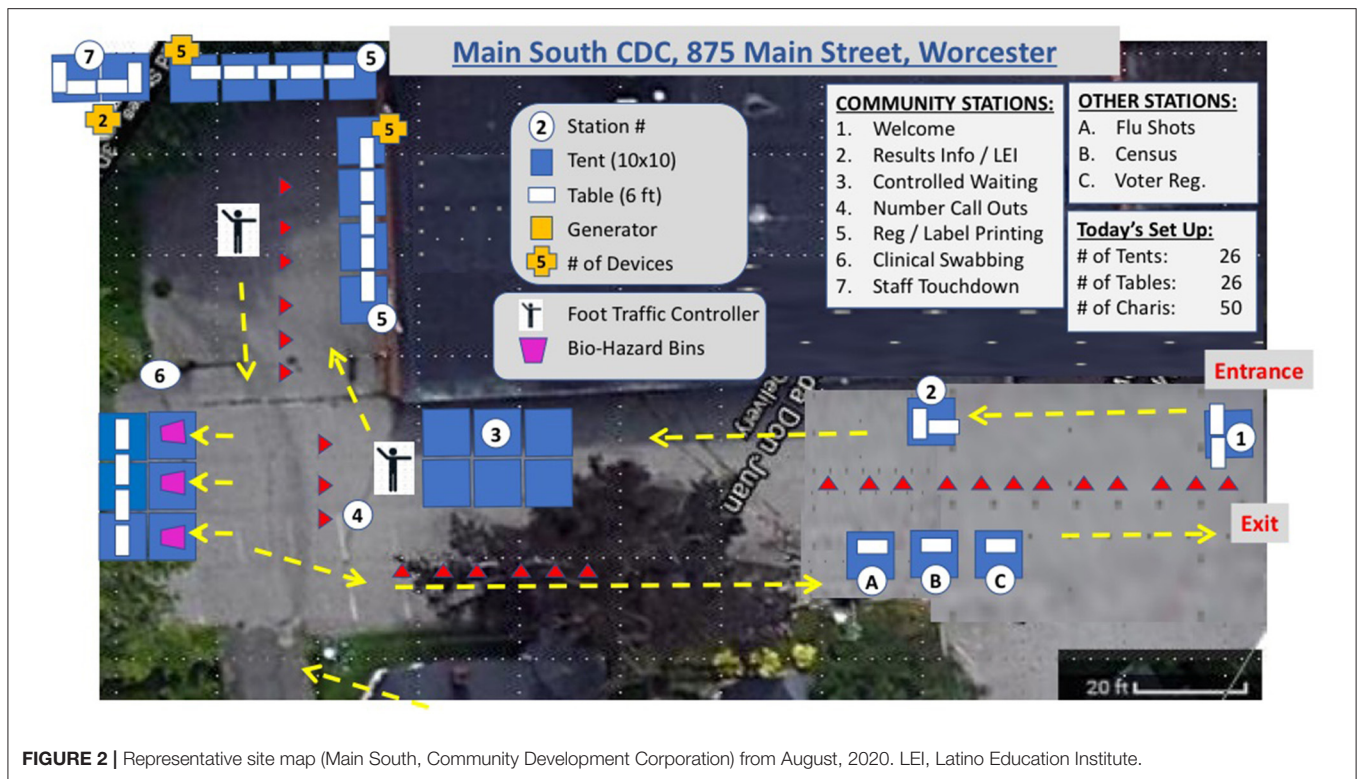 Main South CDC, 875 Main Street, Worcester
7
5
5
2
5
5
2 Station #
Tent (10x10)
Table (6 ft)
Generator
5 # of Devices
Foot Traffic Controller
Bio-Hazard Bins
COMMUNITY STATIONS:
1. Welcome
2. Results Info / LEI
3. Controlled Waiting
4. Number Call Outs
5. Reg / Label Printing
6. Clinical Swabbing
7. Staff Touchdown
OTHER STATIONS:
A. Flu Shots
B. Census
C. Voter Reg.
Today's Set Up:
# of Tents: 26
# of Tables: 26
# of Charis: 50
Entrance
6
2
1
3
4
da Don Juan
Delivery
Exit
A
B
C
20 ft
FIGURE 2 | Representative site map (Main South, Community Development Corporation) from August, 2020. LEI, Latino Education Institute.